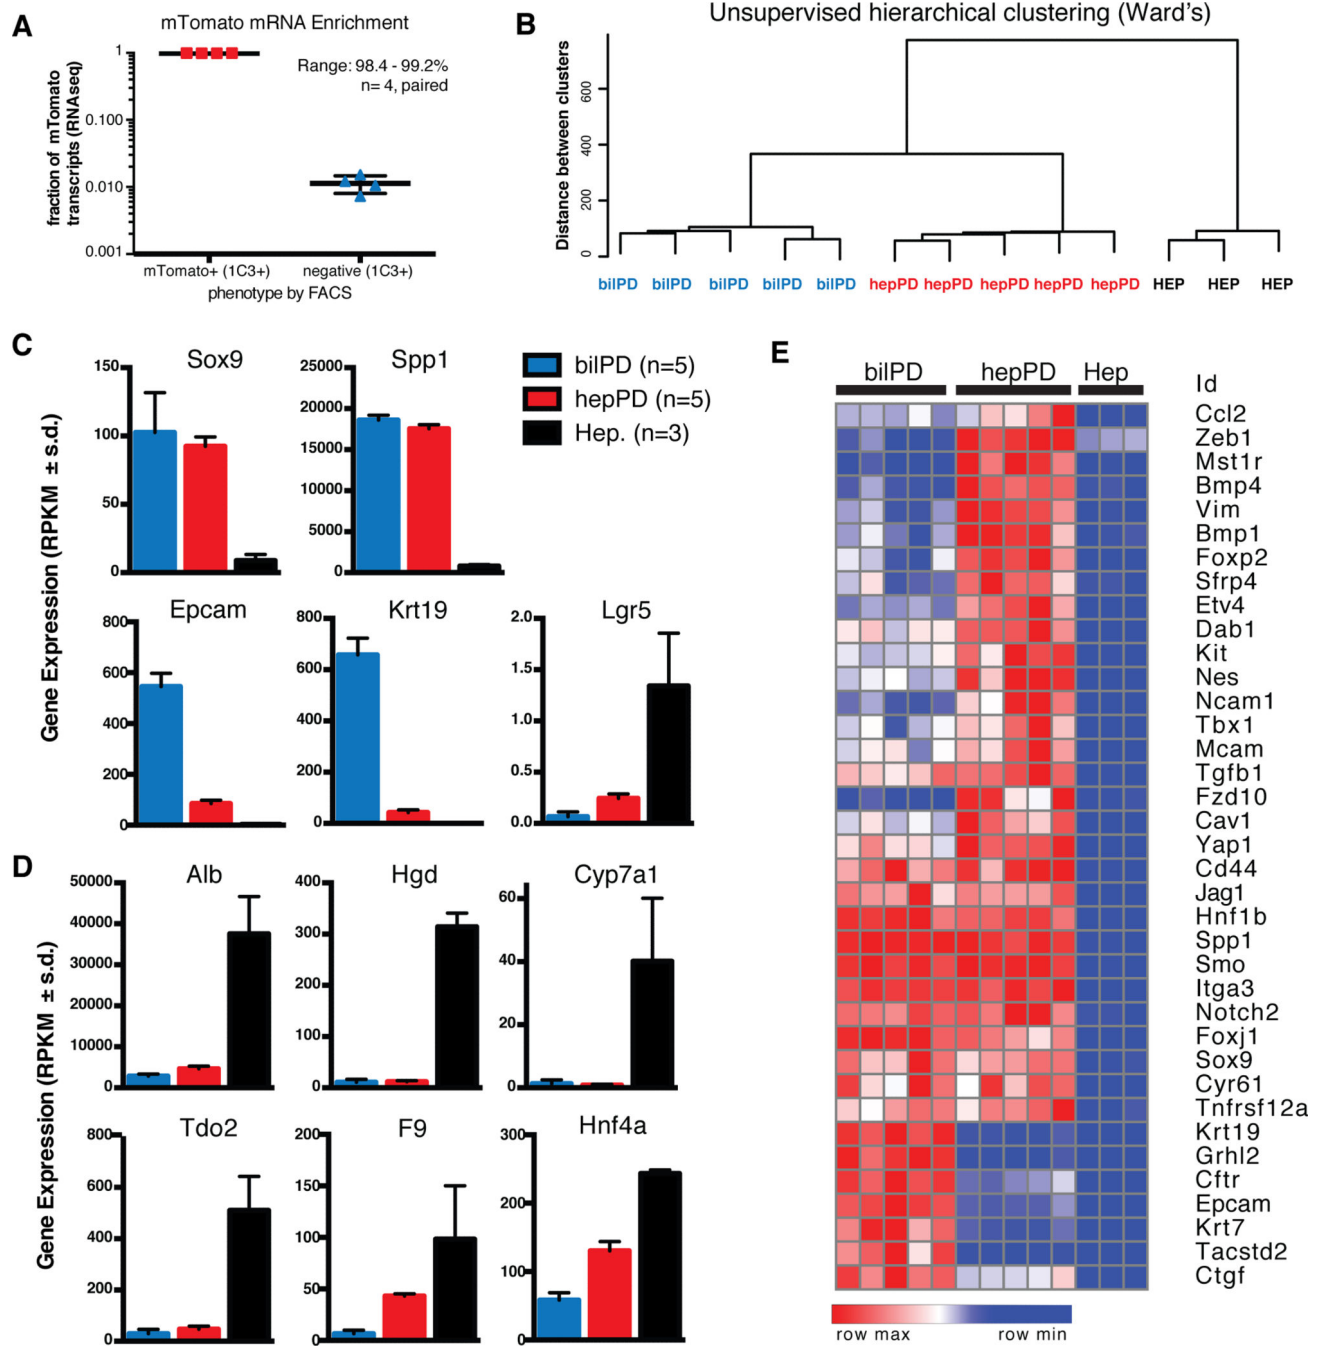 A
mTomato mRNA Enrichment
fraction of mTomato
transcripts (RNAseq)
1
0.100
0.010
0.001
Range: 98.4 - 99.2%
n= 4, paired
mTomato+ (1C3+) negative (1C3+)
phenotype by FACS
B
Unsupervised hierarchical clustering (Ward's)
Distance between clusters
600
400
200
0
bilPD bilPD bilPD bilPD bilPD hepPD hepPD hepPD hepPD hepPD HEP HEP HEP
C
Gene Expression (RPKM ± s.d.)
Sox9
150
100
50
0
Spp1
25000
20000
15000
10000
5000
0
bilPD (n=5)
hepPD (n=5)
Hep. (n=3)
Epcam
800
600
400
200
0
Krt19
800
600
400
200
0
Lgr5
2.0
1.5
1.0
0.5
0.0
D
Gene Expression (RPKM ± s.d.)
Alb
50000
40000
30000
20000
10000
0
Hgd
400
300
200
100
0
Cyp7a1
60
40
20
0
Tdo2
800
600
400
200
0
F9
200
150
100
50
0
Hnf4a
300
200
100
0
E
bilPD hepPD Hep
Id
Ccl2
Zeb1
Mst1r
Bmp4
Vim
Bmp1
Foxp2
Sfrp4
Etv4
Dab1
Kit
Nes
Ncam1
Tbx1
Mcam
Tgfb1
Fzd10
Cav1
Yap1
Cd44
Jag1
Hnf1b
Spp1
Smo
Itga3
Notch2
Foxj1
Sox9
Cyr61
Tnfrsf12a
Krt19
Grhl2
Cftr
Epcam
Krt7
Tacstd2
Ctgf
row max row min